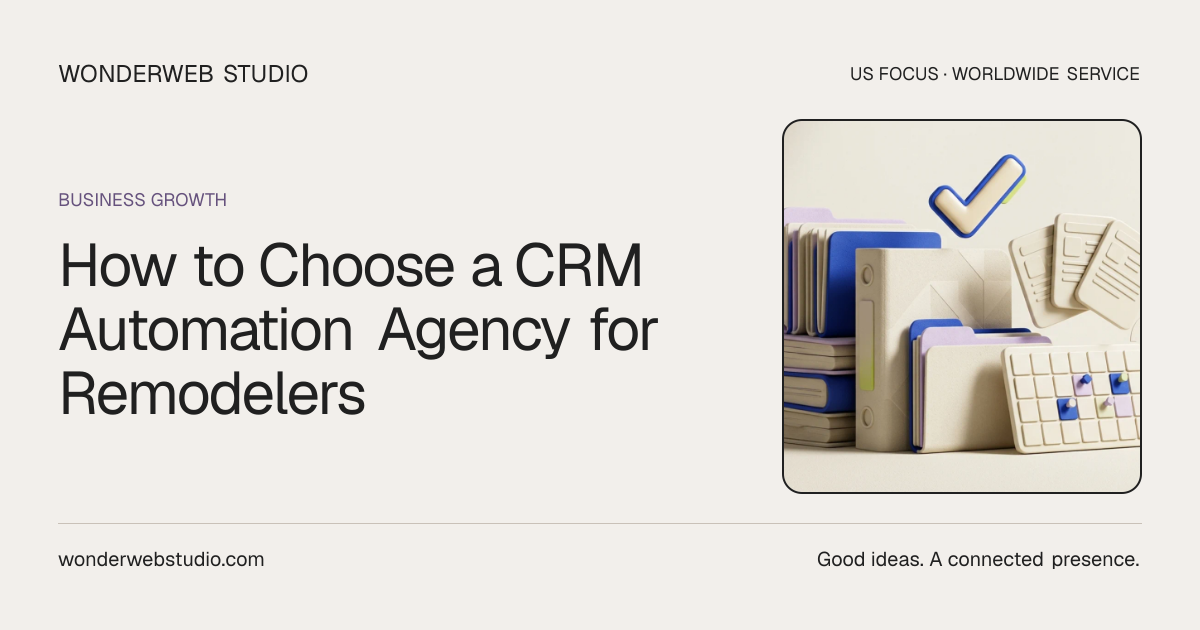 WONDERWEB STUDIO
US FOCUS · WORLDWIDE SERVICE
BUSINESS GROWTH
How to Choose a CRM
Automation Agency for
Remodelers
wonderwebstudio.com
Good ideas. A connected presence.